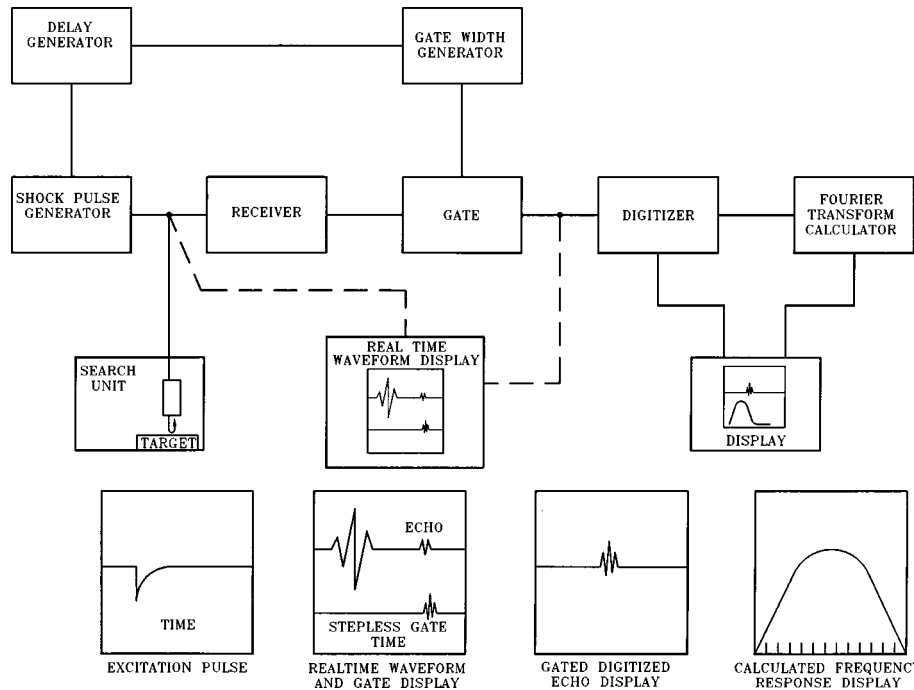 DELAY
GENERATOR
GATE WIDTH
GENERATOR
SHOCK PULSE
GENERATOR
RECEIVER
GATE
DIGITIZER
FOURIER
TRANSFORM
CALCULATOR
SEARCH
UNIT
TARGET
REAL TIME
WAVEFORM DISPLAY
DISPLAY
TIME
EXCITATION PULSE
ECHO
STEPLESS GATE
TIME
REALTIME WAVEFORM
AND GATE DISPLAY
GATED DIGITIZED
ECHO DISPLAY
CALCULATED FREQUENCY
RESPONSE DISPLAY